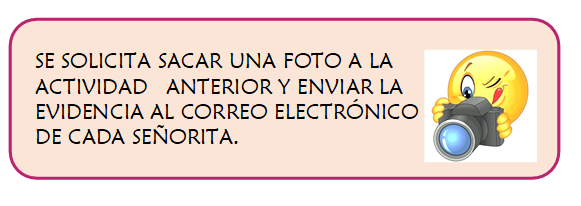 SE SOLICITA SACAR UNA FOTO A LA
ACTIVIDAD ANTERIOR Y ENVIAR LA
EVIDENCIA AL CORREO ELECTRÓNICO
DE CADA SEÑORITA.